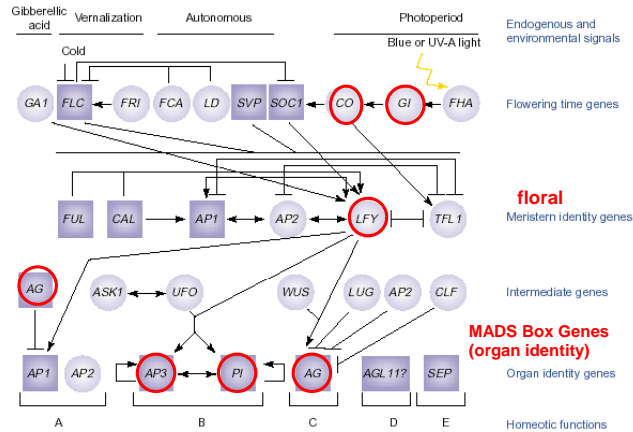 Gibberellic acid
Vernalization
Autonomous
Photoperiod
Endogenous and environmental signals
Cold
Blue or UV-A light
GA1 FLC FRI FCA LD SVP SOC1 CO GI FHA
Flowering time genes
floral
FUL CAL AP1 AP2 LFY TFL1
Meristern identity genes
AG ASK1 UFO WUS LUG AP2 CLF
Intermediate genes
MADS Box Genes
(organ identity)
AP1 AP2 AP3 PI AG AGL11? SEP
Organ identity genes
A B C D E
Homeotic functions